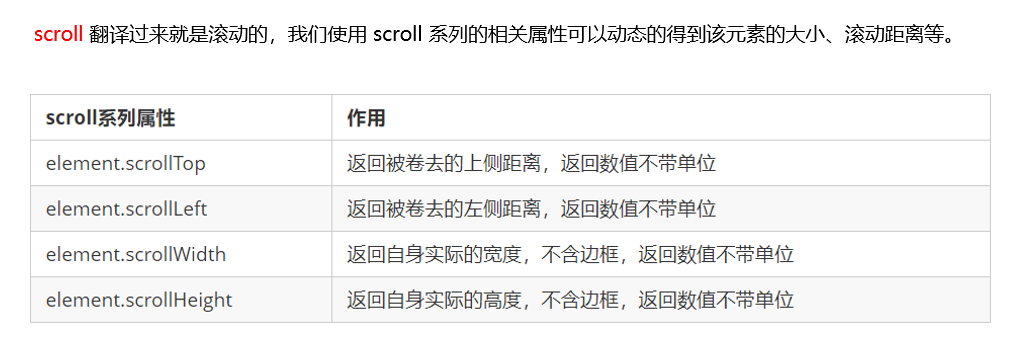 scroll 翻译过来就是滚动的，我们使用 scroll 系列的相关属性可以动态的得到该元素的大小、滚动距离等。
scroll系列属性 作用
element.scrollTop 返回被卷去的上侧距离，返回数值不带单位
element.scrollLeft 返回被卷去的左侧距离，返回数值不带单位
element.scrollWidth 返回自身实际的宽度，不含边框，返回数值不带单位
element.scrollHeight 返回自身实际的高度，不含边框，返回数值不带单位